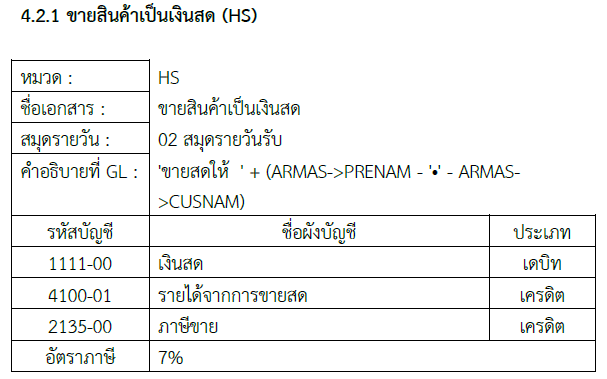 4.2.1 ขายสินค้าเป็นเงินสด (HS)
หมวด : HS
ชื่อเอกสาร : ขายสินค้าเป็นเงินสด
สมุดรายวัน : 02 สมุดรายวันรับ
คำอธิบายที่ GL : 'ขายสดให้ ' + (ARMAS->PRENAM - '•' - ARMAS-
>CUSNAM)
รหัสบัญชี ชื่อผังบัญชี ประเภท
1111-00 เงินสด เดบิท
4100-01 รายได้จากการขายสด เครดิต
2135-00 ภาษีขาย เครดิต
อัตราภาษี 7%